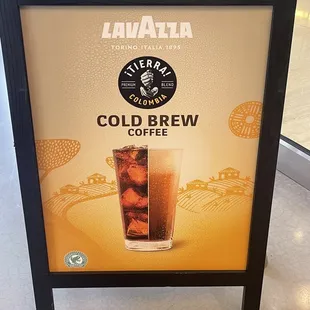 LAVAZZA
TORINO, ITALIA 1895
¡TIERRA!
PREMIUM BLEND
COLOMBIA
COLD BREW
COFFEE